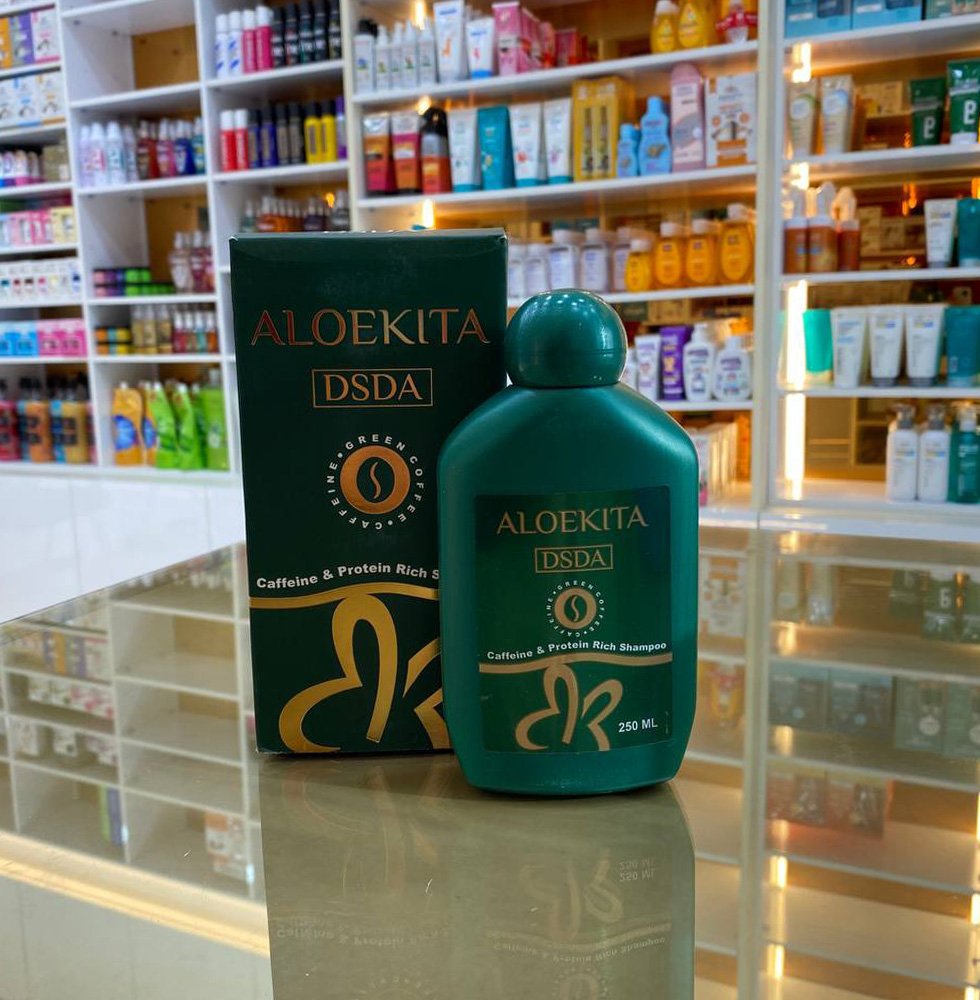 ALOEKITA
DSDA
GREEN COFFEE • CAFFEINE •
Caffeine & Protein Rich S
ALOEKITA
DSDA
GREEN COFFEE • CAFFEINE •
Caffeine & Protein Rich Shampoo
250 ML